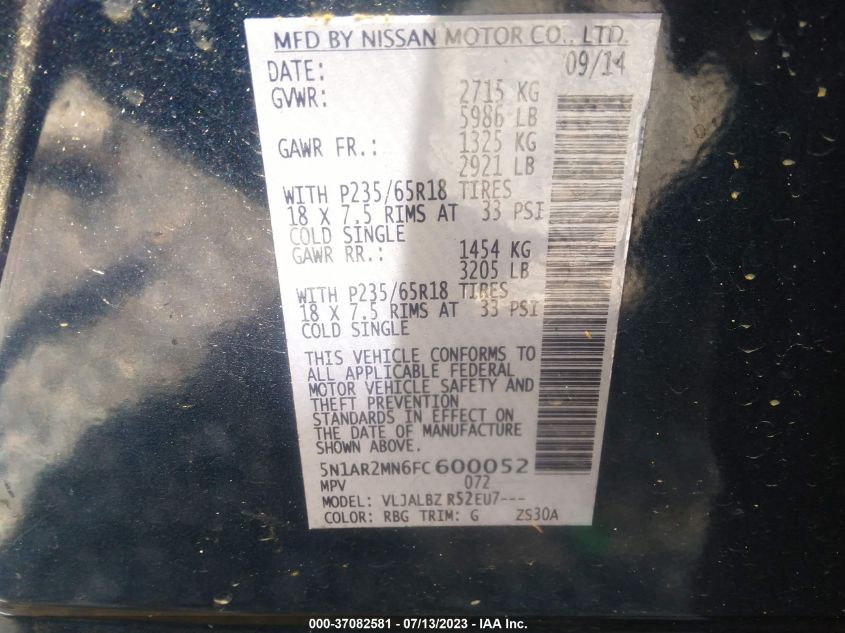 MFD BY NISSAN MOTOR CO., LTD.
DATE: 09/14
GVWR: 2715 KG
5986 LB
GAWR FR.: 1325 KG
2921 LB
WITH P235/65R18 TIRES
18 X 7.5 RIMS AT 33 PSI
COLD SINGLE
GAWR RR.: 1454 KG
3205 LB
WITH P235/65R18 TIRES
18 X 7.5 RIMS AT 33 PSI
COLD SINGLE
THIS VEHICLE CONFORMS TO
ALL APPLICABLE FEDERAL
MOTOR VEHICLE SAFETY AND
THEFT PREVENTION
STANDARDS IN EFFECT ON
THE DATE OF MANUFACTURE
SHOWN ABOVE.
5N1AR2MN6FC600052
MPV 072
MODEL: VLJALBZ R52EU7---
COLOR: RBG TRIM: G ZS30A
000-37082581 - 07/13/2023 - IAA Inc.